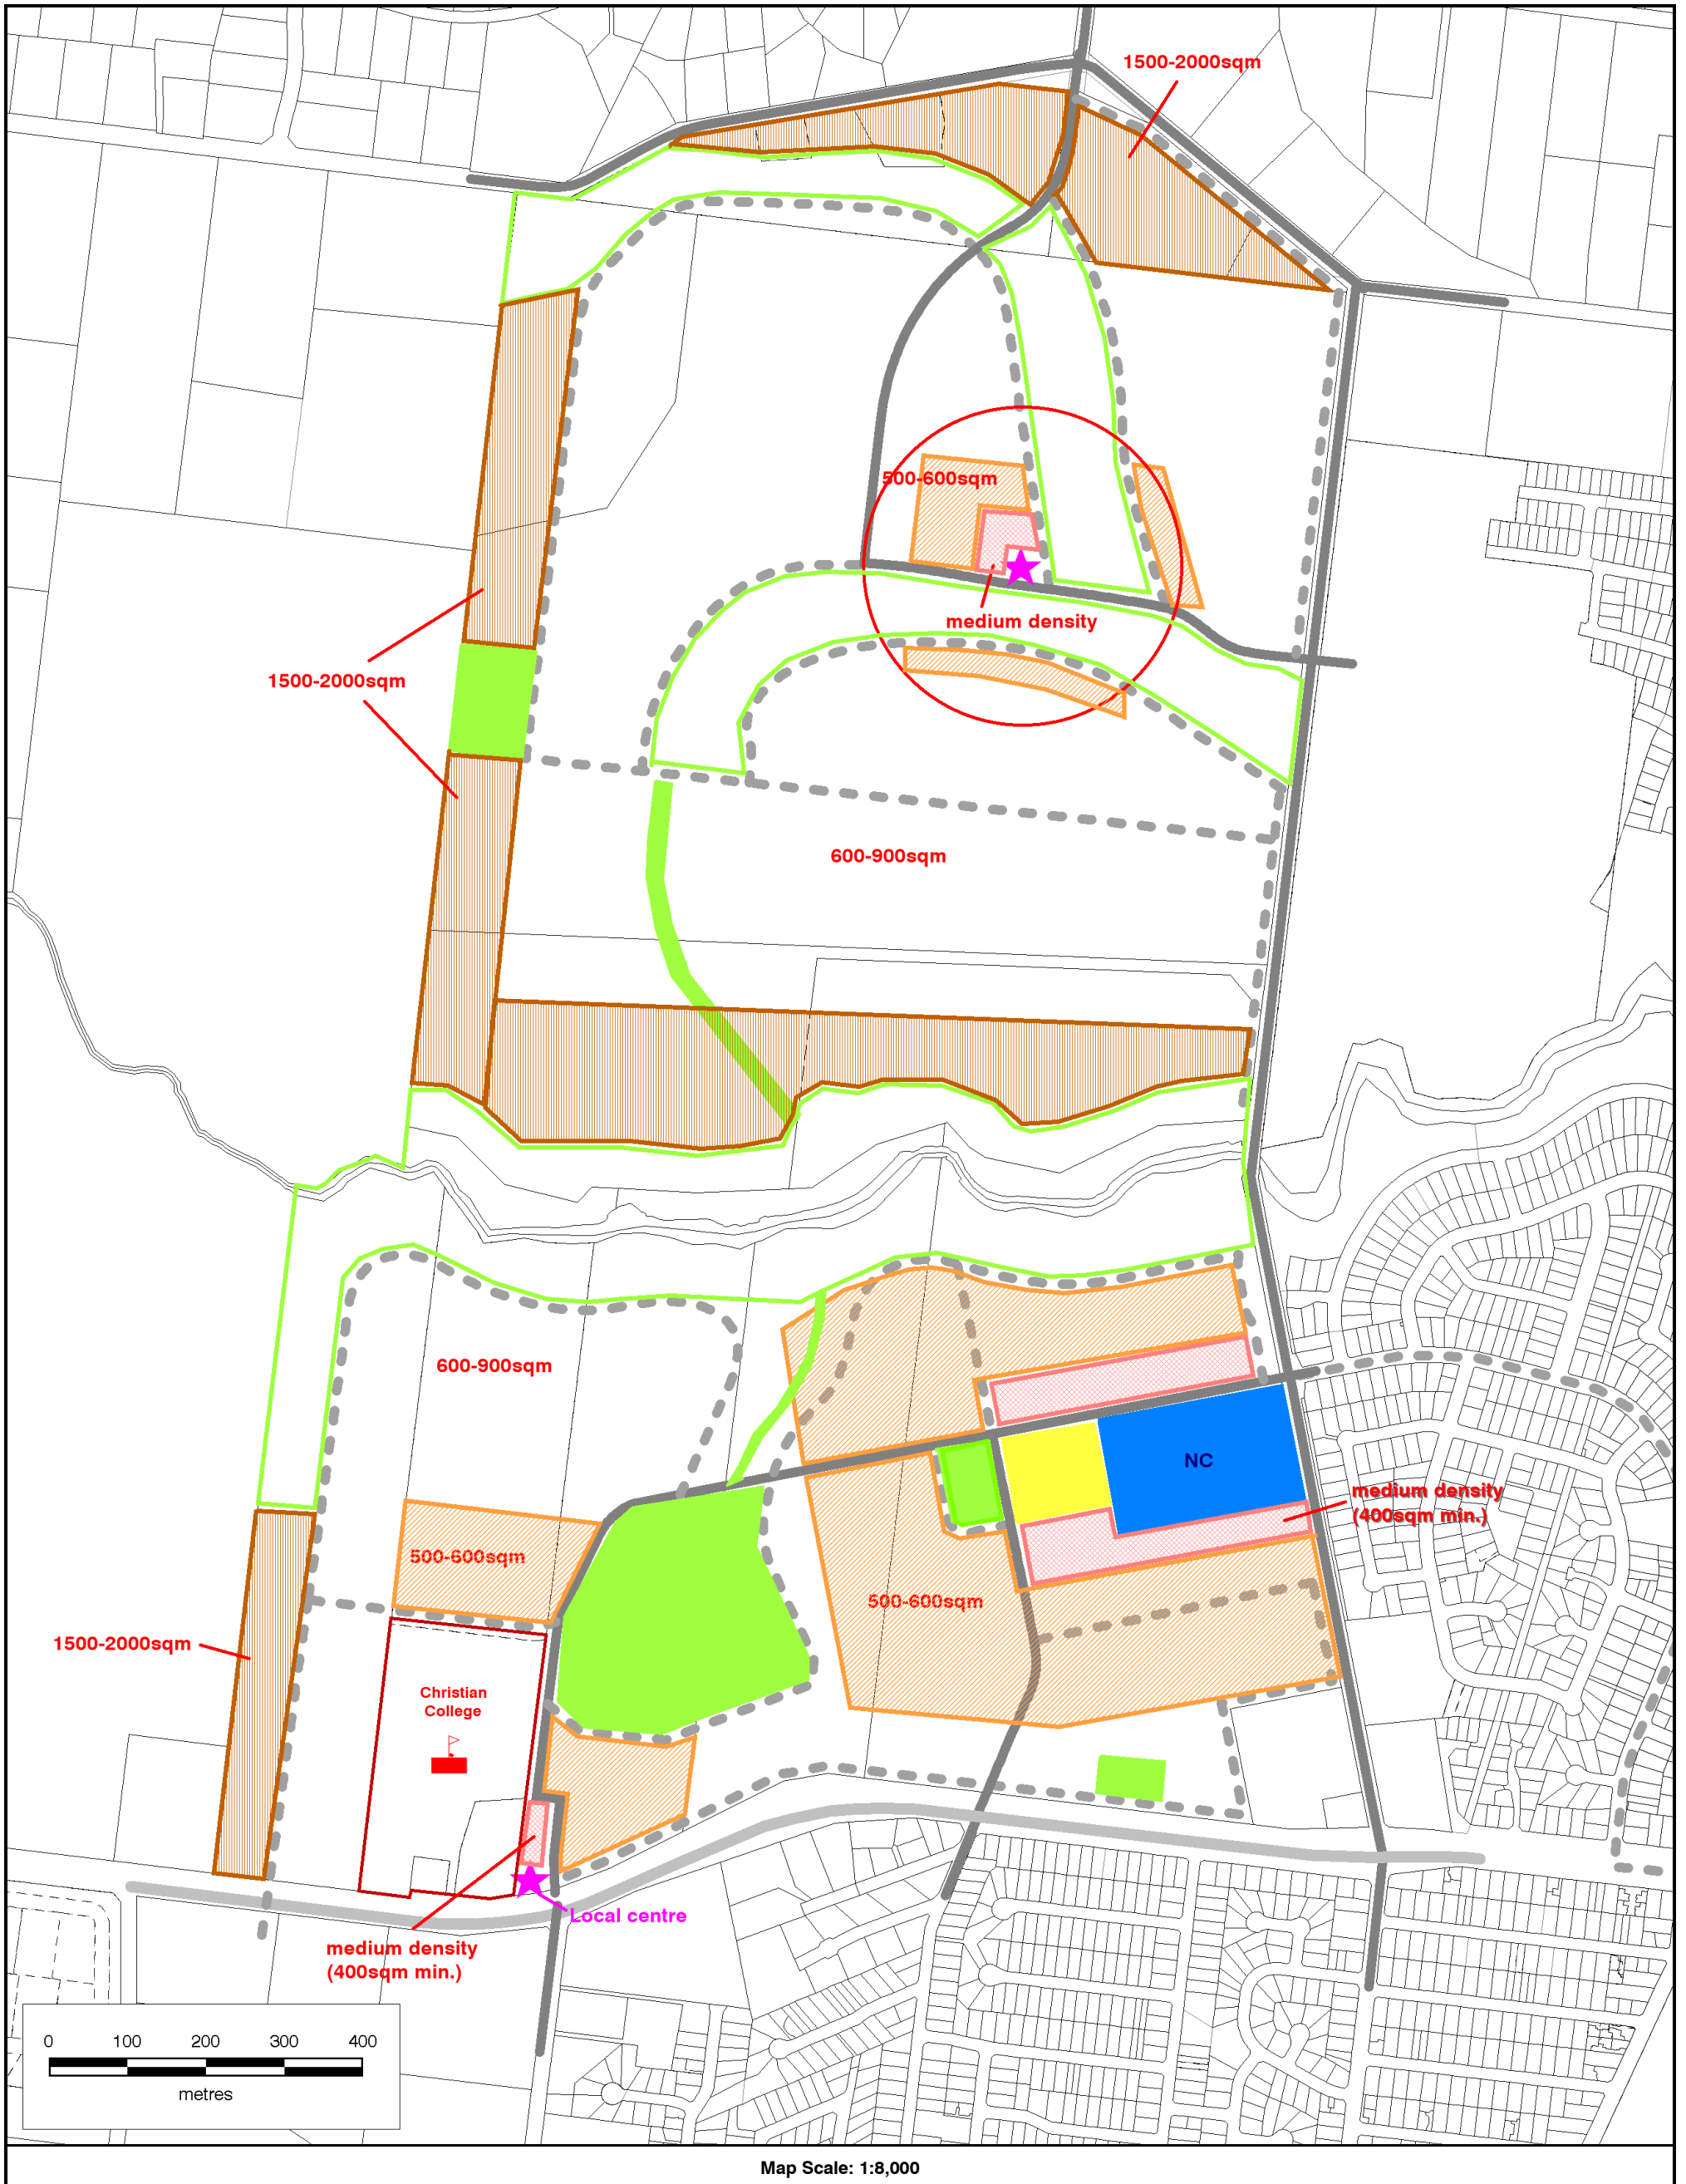 1500-2000sqm
500-600sqm
medium density
1500-2000sqm
600-900sqm
600-900sqm
NC
medium density
(400sqm min.)
500-600sqm
500-600sqm
1500-2000sqm
Christian
College
Local centre
medium density
(400sqm min.)
0 100 200 300 400
metres
Map Scale: 1:8,000